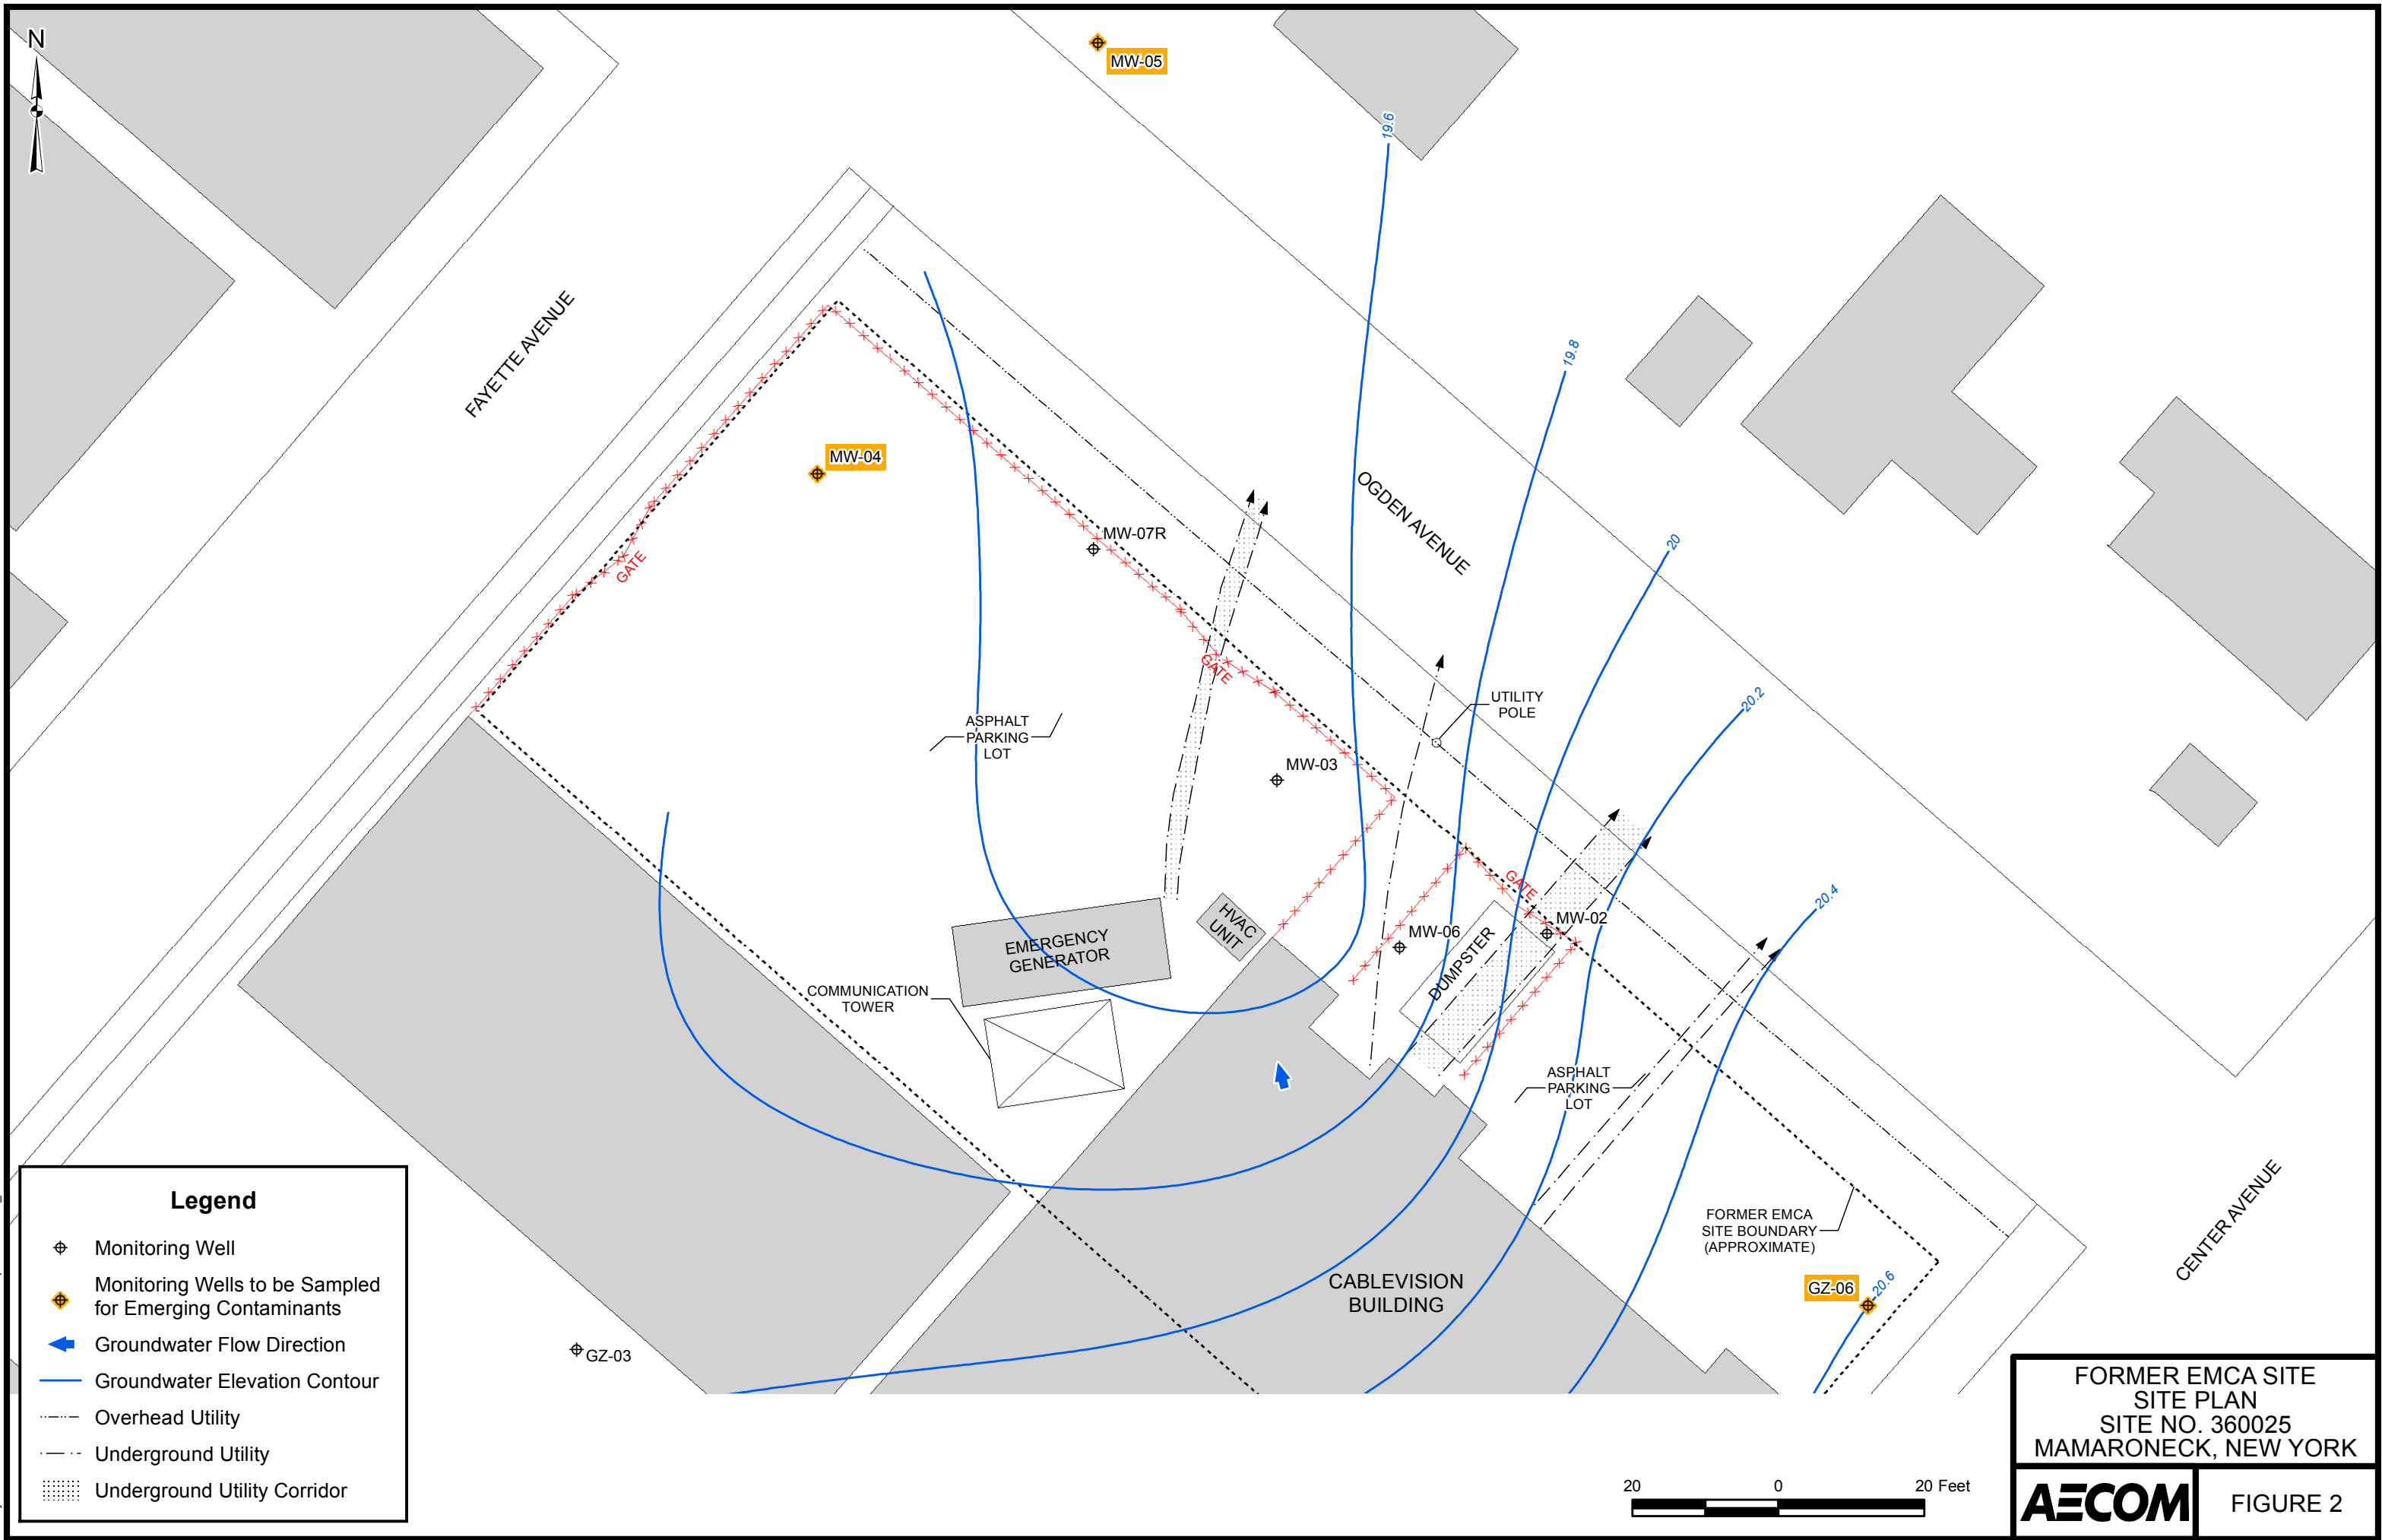 N
MW-05
19.6
19.8
FAYETTE AVENUE
MW-04
OGDEN AVENUE
MW-07R
20
GATE
GATE
20.2
UTILITY
POLE
ASPHALT
PARKING
LOT
MW-03
GATE
20.4
MW-02
MW-06
HVAC
UNIT
EMERGENCY
GENERATOR
DUMPSTER
COMMUNICATION
TOWER
ASPHALT
PARKING
LOT
FORMER EMCA
SITE BOUNDARY
(APPROXIMATE)
CENTER AVENUE
CABLEVISION
BUILDING
GZ-06
20.6
GZ-03
Legend
Monitoring Well
Monitoring Wells to be Sampled
for Emerging Contaminants
Groundwater Flow Direction
Groundwater Elevation Contour
Overhead Utility
Underground Utility
Underground Utility Corridor
20 0 20 Feet
FORMER EMCA SITE
SITE PLAN
SITE NO. 360025
MAMARONECK, NEW YORK
AECOM
FIGURE 2